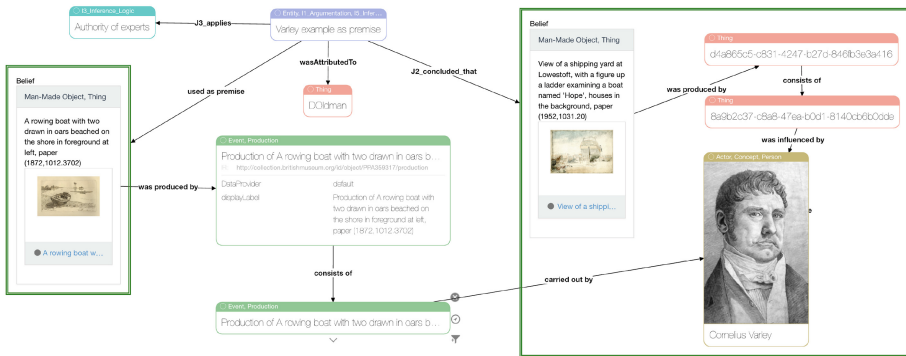 I3_Inference_Logic
Authority of experts
J3_applies
Entity, I1_Argumentation, I5_Infer...
Varley example as premise
wasAttributedTo
J2_concluded_that
used as premise
Thing
DOldman
Belief
Man-Made Object, Thing
A rowing boat with two
drawn in oars beached on
the shore in foreground at
left, paper
(1872,1012.3702)
A rowing boat w...
was produced by
Event, Production
Production of A rowing boat with two drawn in oars b...
http://collection.britishmuseum.org/id/object/PPA389317/production
DataProvider default
displayLabel Production of A rowing boat with
two drawn in oars beached on
the shore in foreground at left,
paper [1872,1012.3702]
consists of
Event, Production
Production of A rowing boat with two drawn in oars b...
carried out by
Belief
Man-Made Object, Thing
View of a shipping yard at
Lowestoft, with a figure up
a ladder examining a boat
named 'Hope', houses in
the background, paper
(1952,1031.20)
View of a shippi...
was produced by
Thing
d4a865c5-c831-4247-b27d-846fb3e3a416
consists of
Thing
8a9b2c37-c8a8-47ea-b0d1-8140cb6b0dde
was influenced by
Actor, Concept, Person
e
Cornelius Varley